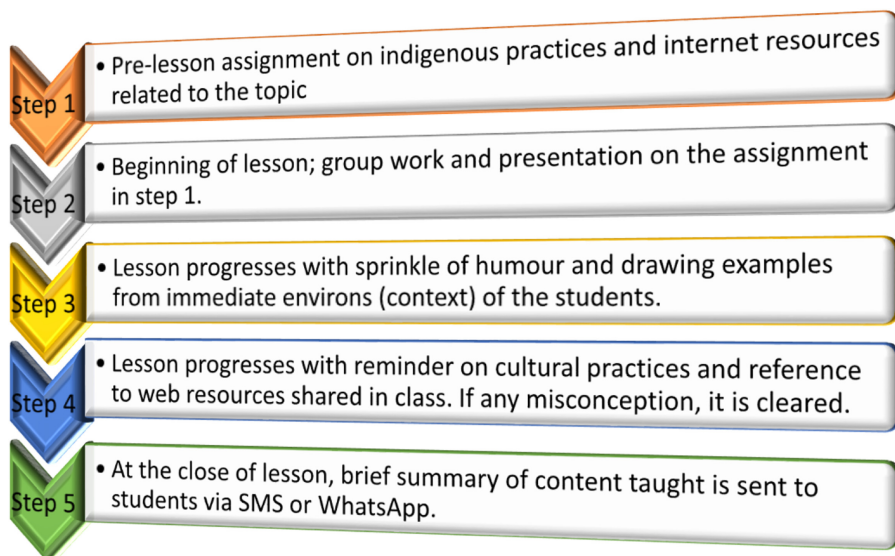 Step 1
• Pre-lesson assignment on indigenous practices and internet resources
related to the topic
Step 2
• Beginning of lesson; group work and presentation on the assignment
in step 1.
Step 3
• Lesson progresses with sprinkle of humour and drawing examples
from immediate environs (context) of the students.
Step 4
• Lesson progresses with reminder on cultural practices and reference
to web resources shared in class. If any misconception, it is cleared.
Step 5
• At the close of lesson, brief summary of content taught is sent to
students via SMS or WhatsApp.